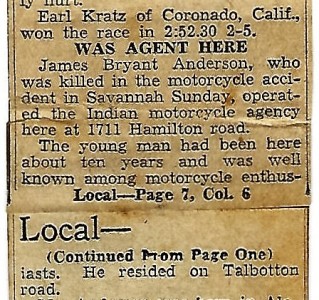 ly hurt.
Earl Kratz of Coronado, Calif.,
won the race in 2:52.30 2-5.
WAS AGENT HERE
James Bryant Anderson, who
was killed in the motorcycle acci-
dent in Savannah Sunday, operat-
ed the Indian motorcycle agency
here at 1711 Hamilton road.
The young man had been here
about ten years and was well
known among motorcycle enthus-
Local—Page 7, Col. 6
Local—
(Continued From Page One)
iasts. He resided on Talbotton
road.